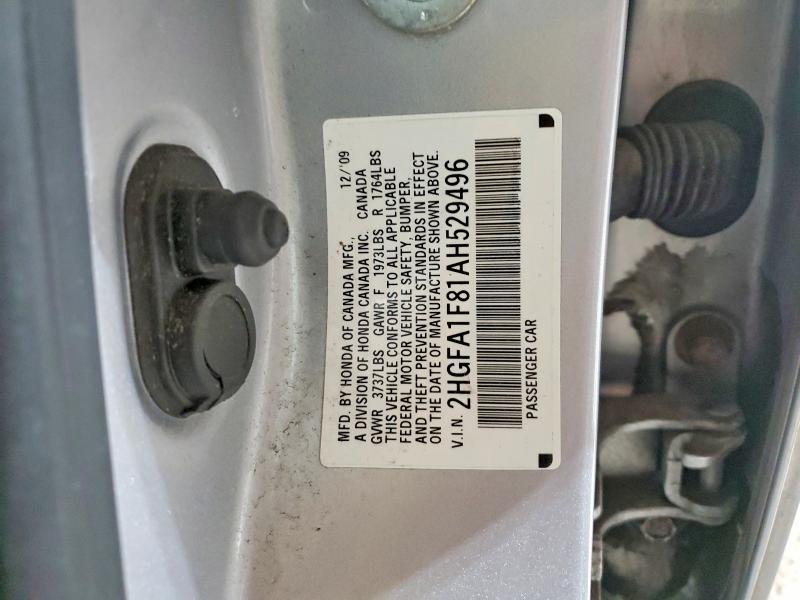 MFD. BY HONDA OF CANADA MFG., 12/'09
A DIVISION OF HONDA CANADA INC. CANADA
GVWR 3737LBS GAWR F 1973LBS R 1764LBS
THIS VEHICLE CONFORMS TO ALL APPLICABLE
FEDERAL MOTOR VEHICLE SAFETY, BUMPER,
AND THEFT PREVENTION STANDARDS IN EFFECT
ON THE DATE OF MANUFACTURE SHOWN ABOVE.
V.I.N. 2HGFA1F81AH529496
PASSENGER CAR